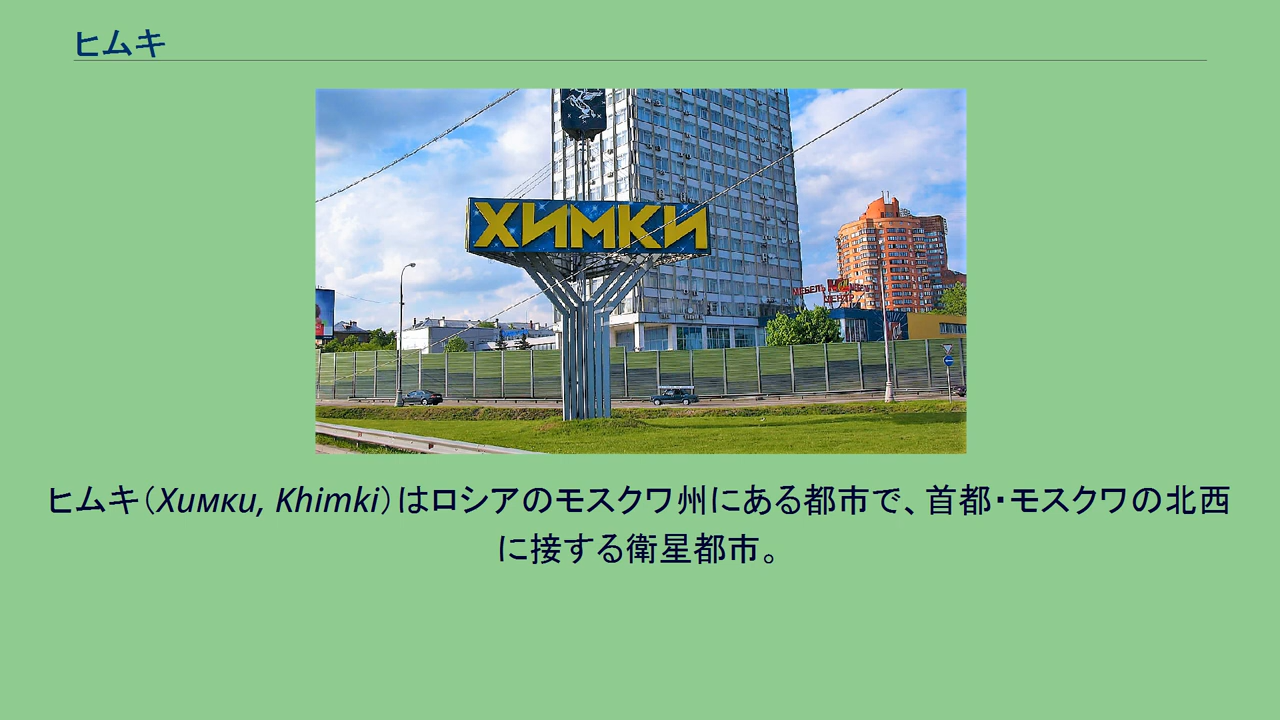 ヒムキ
ХИМКИ
МЕБЕЛЬ
ヒムキ（Химки, Khimki）はロシアのモスクワ州にある都市で、首都・モスクワの北西
に接する衛星都市。